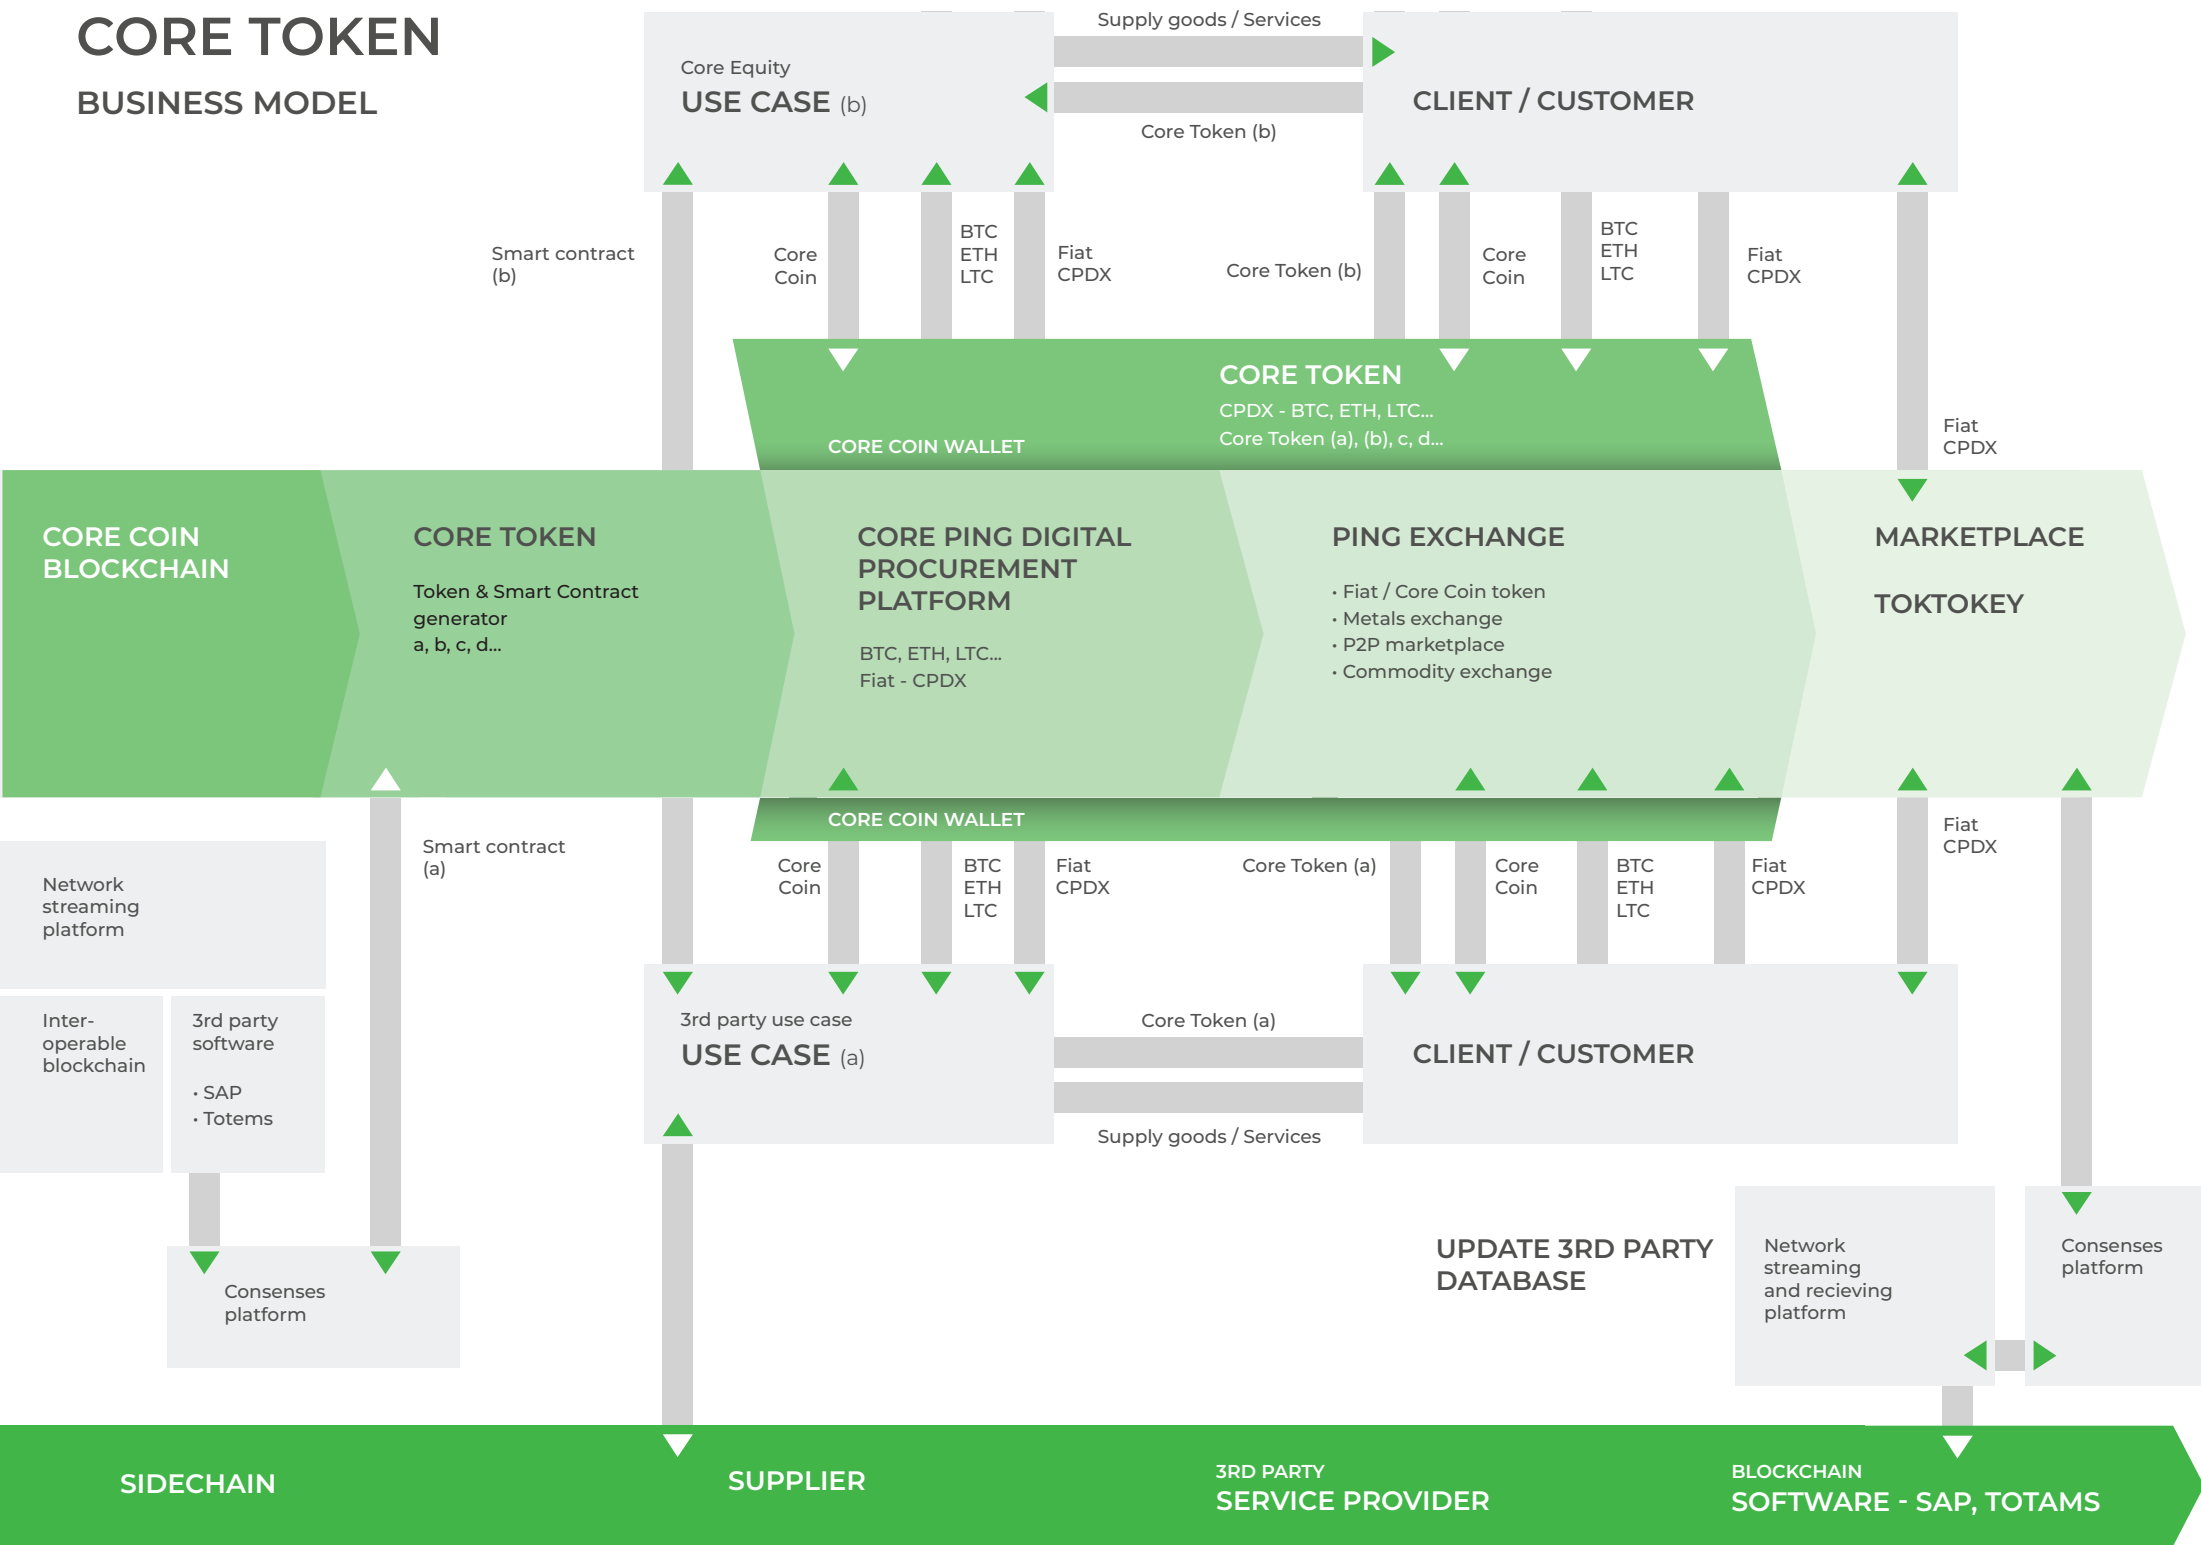 CORE TOKEN
BUSINESS MODEL
Core Equity
USE CASE (b)
Supply goods / Services
Core Token (b)
CLIENT / CUSTOMER
Smart contract
(b)
Core
Coin
BTC
ETH
LTC
Fiat
CPDX
Core Token (b)
Core
Coin
BTC
ETH
LTC
Fiat
CPDX
Fiat
CPDX
CORE TOKEN
CPDX - BTC, ETH, LTC...
Core Token (a), (b), c, d...
CORE COIN WALLET
CORE COIN
BLOCKCHAIN
CORE TOKEN
Token & Smart Contract
generator
a, b, c, d...
CORE PING DIGITAL
PROCUREMENT
PLATFORM
BTC, ETH, LTC...
Fiat - CPDX
PING EXCHANGE
• Fiat / Core Coin token
• Metals exchange
• P2P marketplace
• Commodity exchange
MARKETPLACE
TOKTOKEY
CORE COIN WALLET
Smart contract
(a)
Core
Coin
BTC
ETH
LTC
Fiat
CPDX
Core Token (a)
Core
Coin
BTC
ETH
LTC
Fiat
CPDX
Fiat
CPDX
Network
streaming
platform
Inter-
operable
blockchain
3rd party
software
• SAP
• Totems
Consenses
platform
3rd party use case
USE CASE (a)
Core Token (a)
Supply goods / Services
CLIENT / CUSTOMER
UPDATE 3RD PARTY
DATABASE
Network
streaming
and recieving
platform
Consenses
platform
SIDECHAIN
SUPPLIER
3RD PARTY
SERVICE PROVIDER
BLOCKCHAIN
SOFTWARE - SAP, TOTAMS